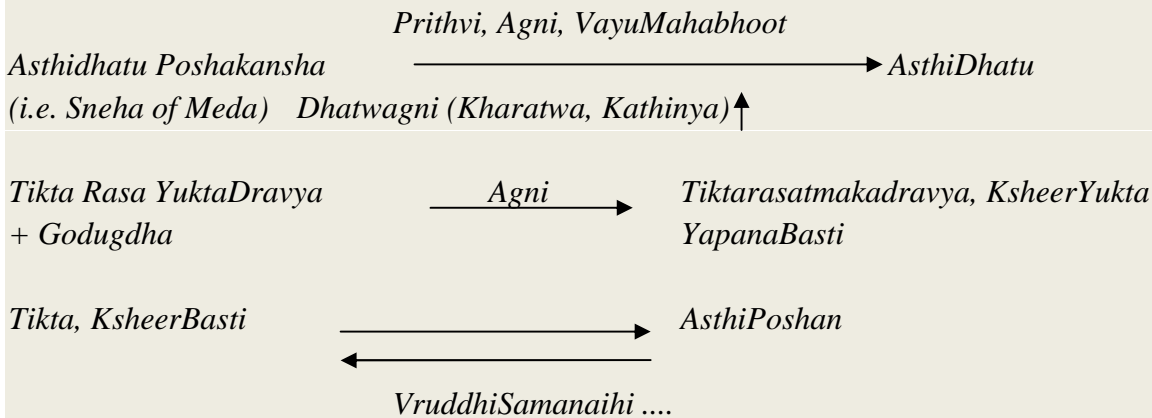 Prithvi, Agni, VayuMahabhoot
Asthidhatu Poshakansha AsthiDhatu
(i.e. Sneha of Meda) Dhatwagni (Kharatwa, Kathinya)
Tikta Rasa YuktaDravya Agni Tiktarasatmakadravya, KsheerYukta
+ Godugdha YapanaBasti
Tikta, KsheerBasti AsthiPoshan
VruddhiSamanaihi ....